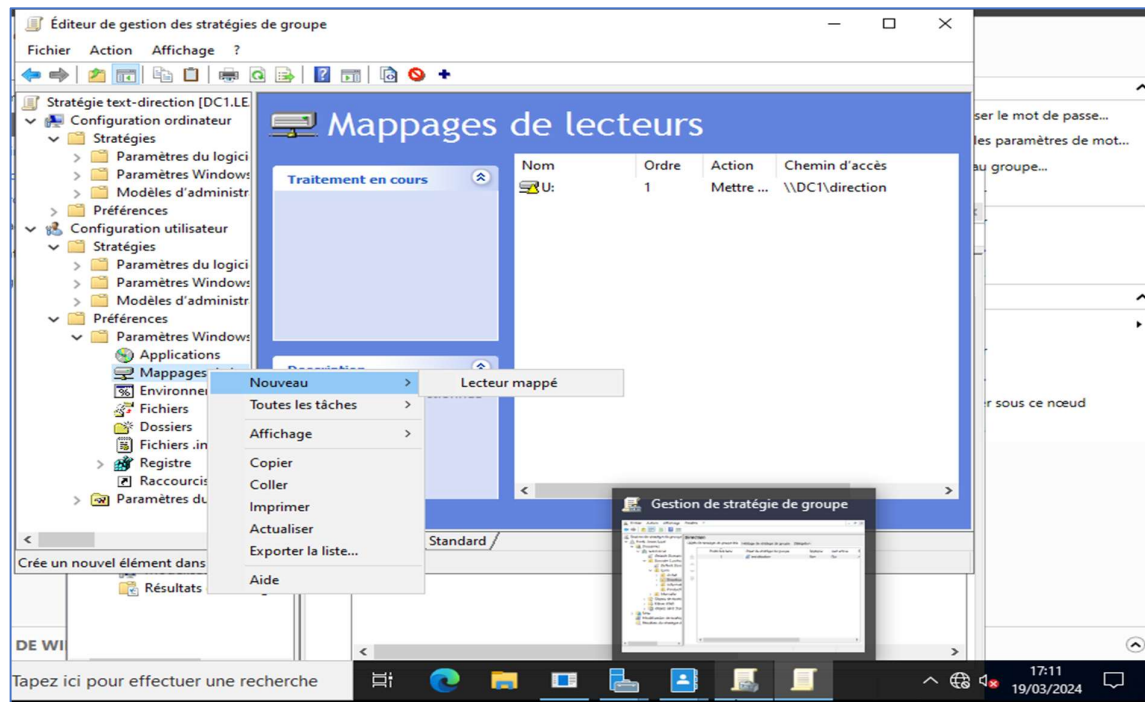 Éditeur de gestion des stratégies de groupe
Fichier Action Affichage ?
Stratégie text-direction [DC1.LE
Configuration ordinateur
Stratégies
Paramètres du logici
Paramètres Windows
Modèles d'administr
Préférences
Configuration utilisateur
Stratégies
Paramètres du logici
Paramètres Windows
Modèles d'administr
Préférences
Paramètres Windows
Applications
Mappages
Environne
Fichiers
Dossiers
Fichiers .in
Registre
Raccourcis
Paramètres du
Mappages de lecteurs
Traitement en cours
Nom Ordre Action Chemin d'accès
U: 1 Mettre ... \\DC1\direction
Nouveau
Lecteur mappé
Toutes les tâches
Affichage
Copier
Coller
Imprimer
Actualiser
Exporter la liste...
Aide
Standard
Crée un nouvel élément dans
Résultats
ser le mot de passe...
les paramètres de mot...
au groupe...
r sous ce nœud
Gestion de stratégie de groupe
DE WI
Tapez ici pour effectuer une recherche
17:11
19/03/2024